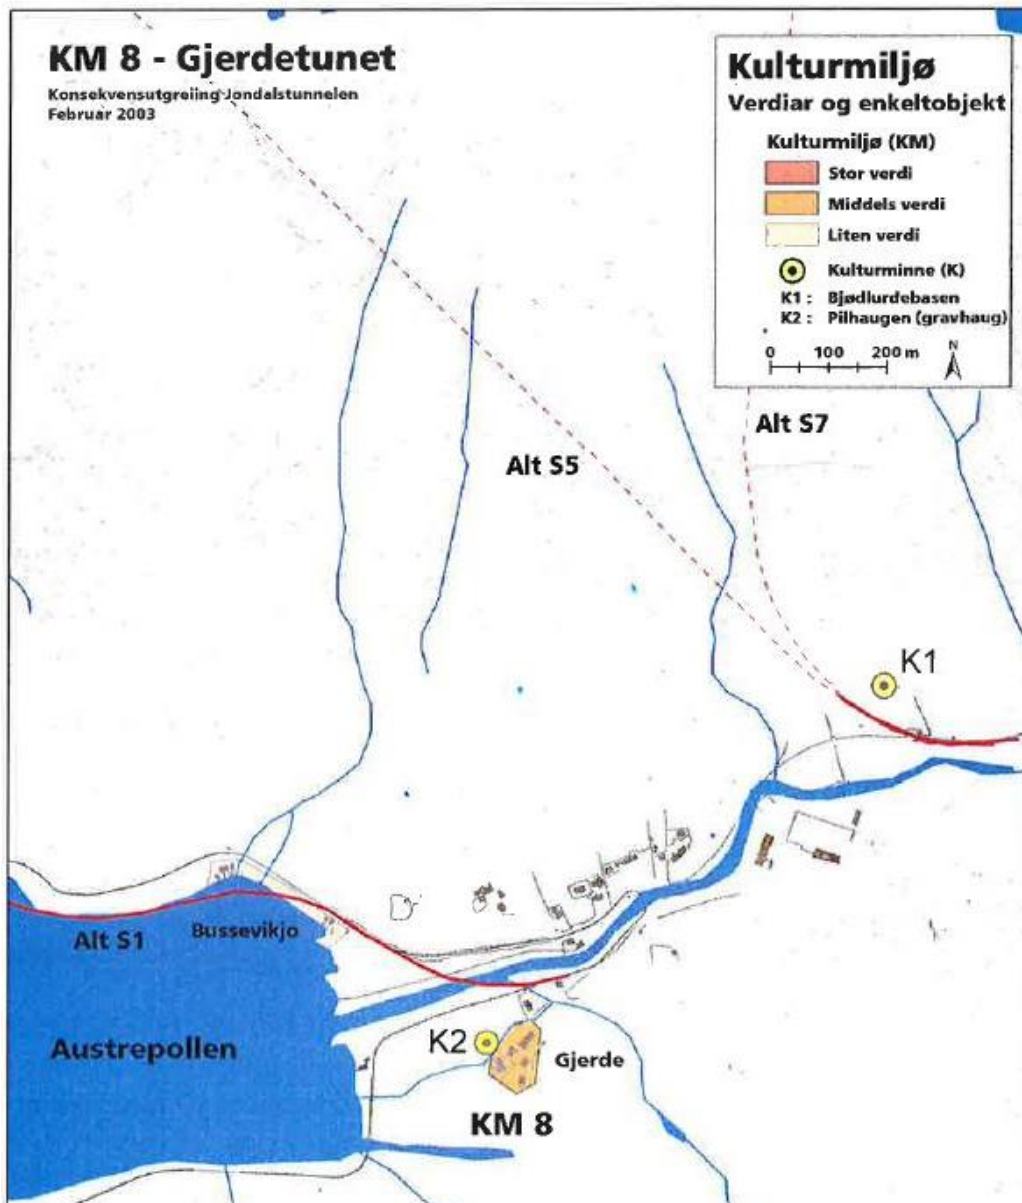 KM 8 - Gjerdetunet
Konsekvensutgreiing Jondalstunnelen
Februar 2003
Kulturmiljø
Verdiar og enkeltobjekt
Kulturmiljø (KM)
Stor verdi
Middels verdi
Liten verdi
Kulturminne (K)
K1 : Bjødlurdebasen
K2 : Pilhaugen (gravhaug)
0 100 200 m
N
Alt S7
Alt S5
K1
Alt S1
Bussevikjo
Austrepollen
K2
Gjerde
KM 8